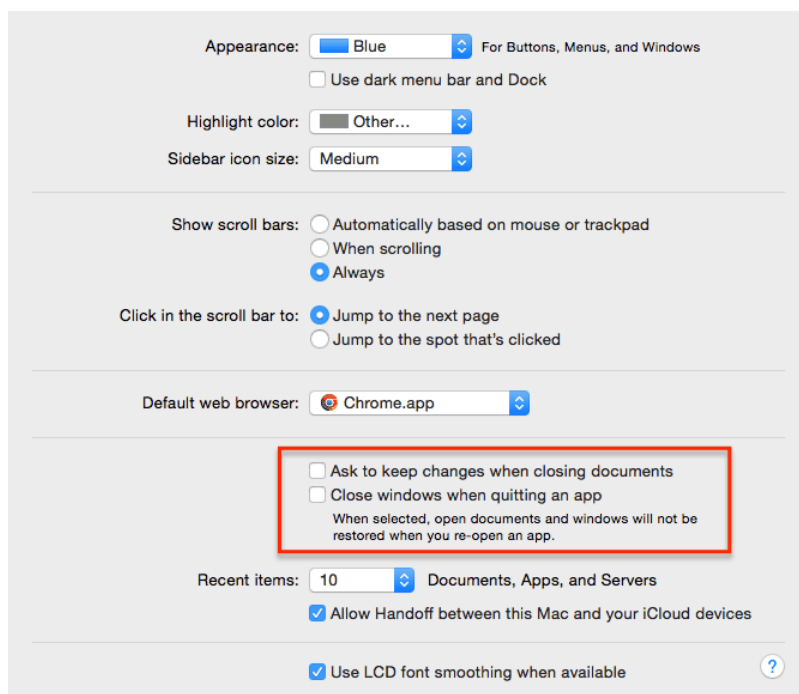 Appearance: Blue For Buttons, Menus, and Windows
Use dark menu bar and Dock
Highlight color: Other...
Sidebar icon size: Medium
Show scroll bars: Automatically based on mouse or trackpad
When scrolling
Always
Click in the scroll bar to: Jump to the next page
Jump to the spot that's clicked
Default web browser: Chrome.app
Ask to keep changes when closing documents
Close windows when quitting an app
When selected, open documents and windows will not be
restored when you re-open an app.
Recent items: 10 Documents, Apps, and Servers
Allow Handoff between this Mac and your iCloud devices
Use LCD font smoothing when available ?